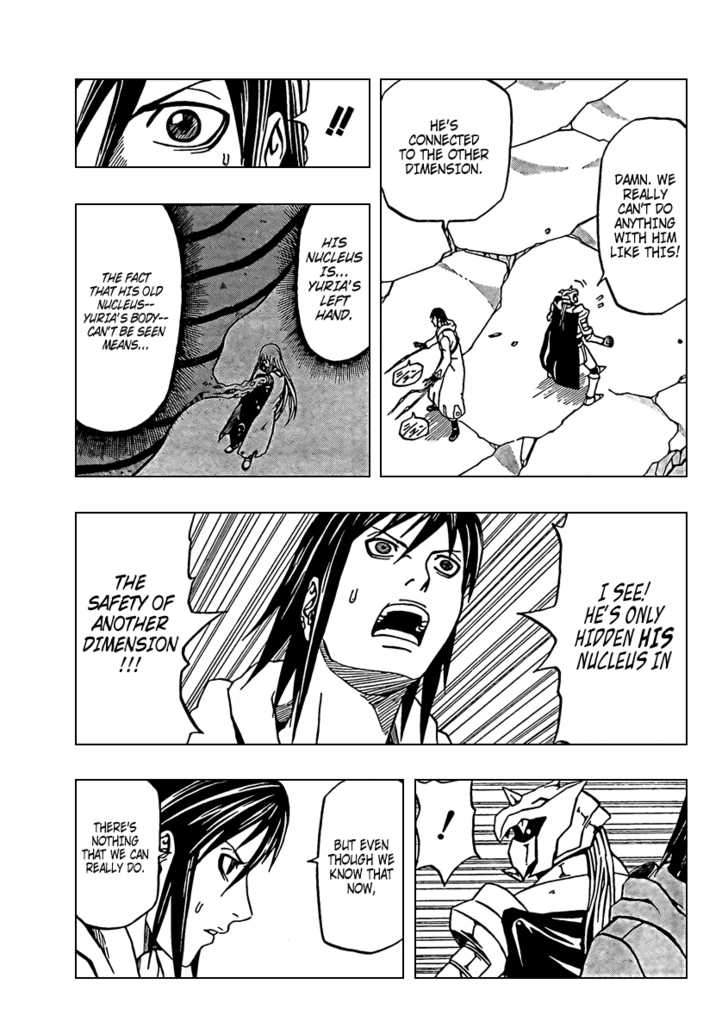 DAMN. WE
REALLY
CAN'T DO
ANYTHING
WITH HIM
LIKE THIS!
HE'S
CONNECTED
TO THE OTHER
DIMENSION.
!!
HIS
NUCLEUS
IS...
YURIA'S
LEFT
HAND.
THE FACT
THAT HIS OLD
NUCLEUS--
YURIA'S BODY--
CAN'T BE SEEN
MEANS...
I SEE!
HE'S ONLY
HIDDEN HIS
NUCLEUS IN
THE
SAFETY OF
ANOTHER
DIMENSION
!!!
!
BUT EVEN
THOUGH WE
KNOW THAT
NOW,
THERE'S
NOTHING
THAT WE CAN
REALLY DO.